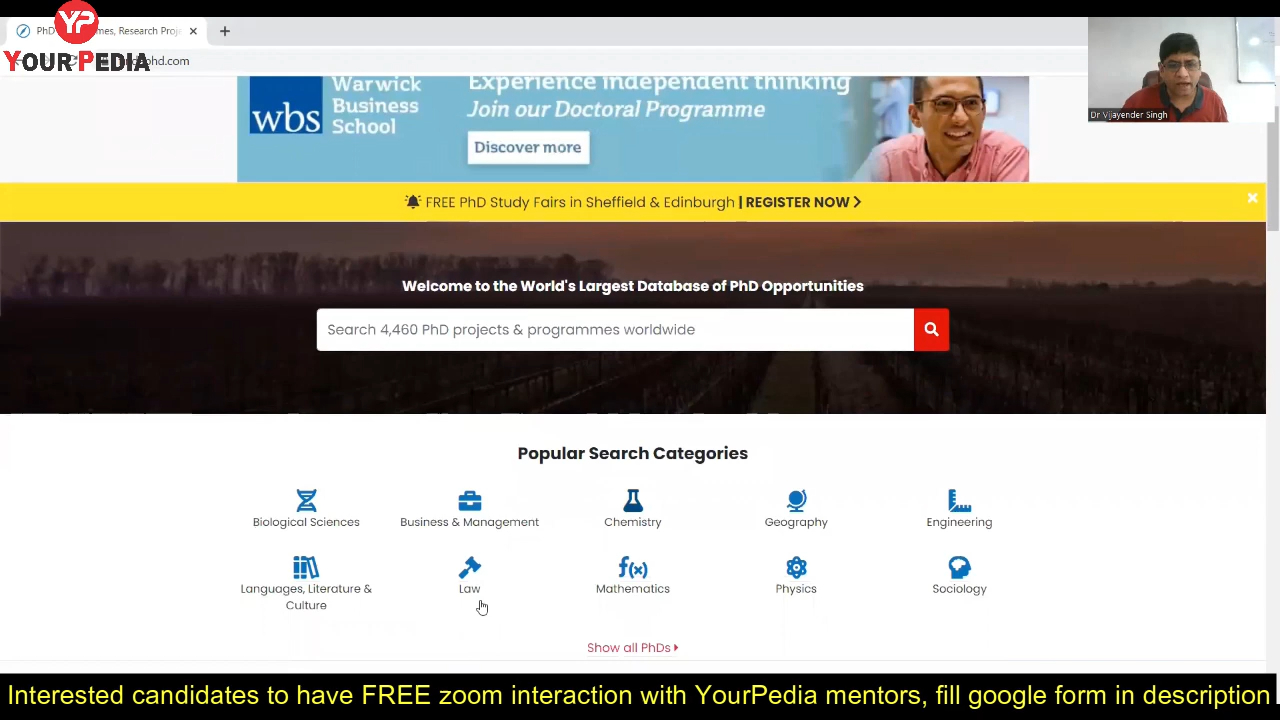 YP
YOUR PEDIA
PhD
mes, Research Proje
hd.com
wbs
Warwick
Business
School
Experience independent thinking
Join our Doctoral Programme
Discover more
Dr Vijayender Singh
FREE PhD Study Fairs in Sheffield & Edinburgh | REGISTER NOW
Welcome to the World's Largest Database of PhD Opportunities
Search 4,460 PhD projects & programmes worldwide
Popular Search Categories
Biological Sciences
Business & Management
Chemistry
Geography
Engineering
Languages, Literature &
Culture
Law
f(x)
Mathematics
Physics
Sociology
Show all PhDs
Interested candidates to have FREE zoom interaction with YourPedia mentors, fill google form in description